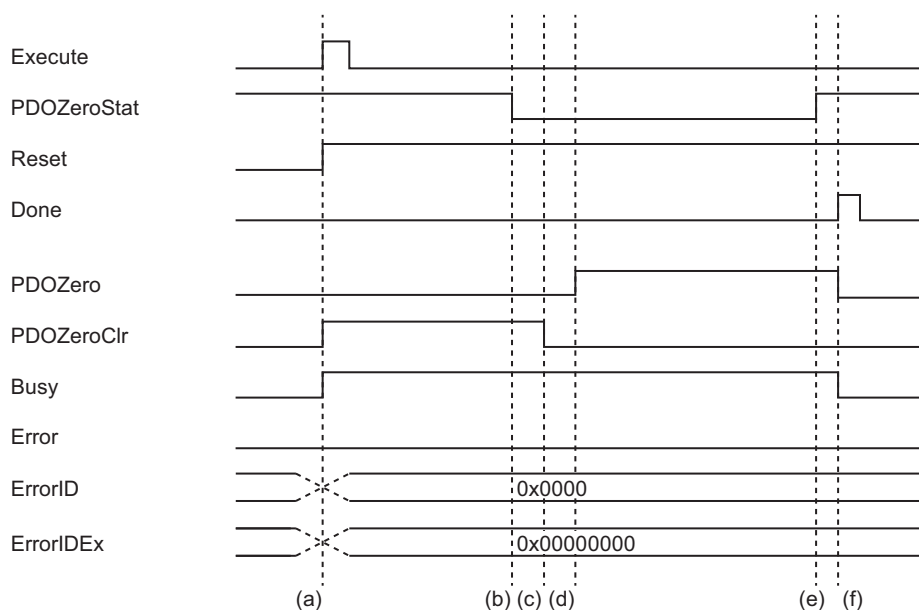 Execute
PDOZeroStat
Reset
Done
PDOZero
PDOZeroClr
Busy
Error
ErrorID 0x0000
ErrorIDEx 0x00000000
(a) (b) (c) (d) (e) (f)